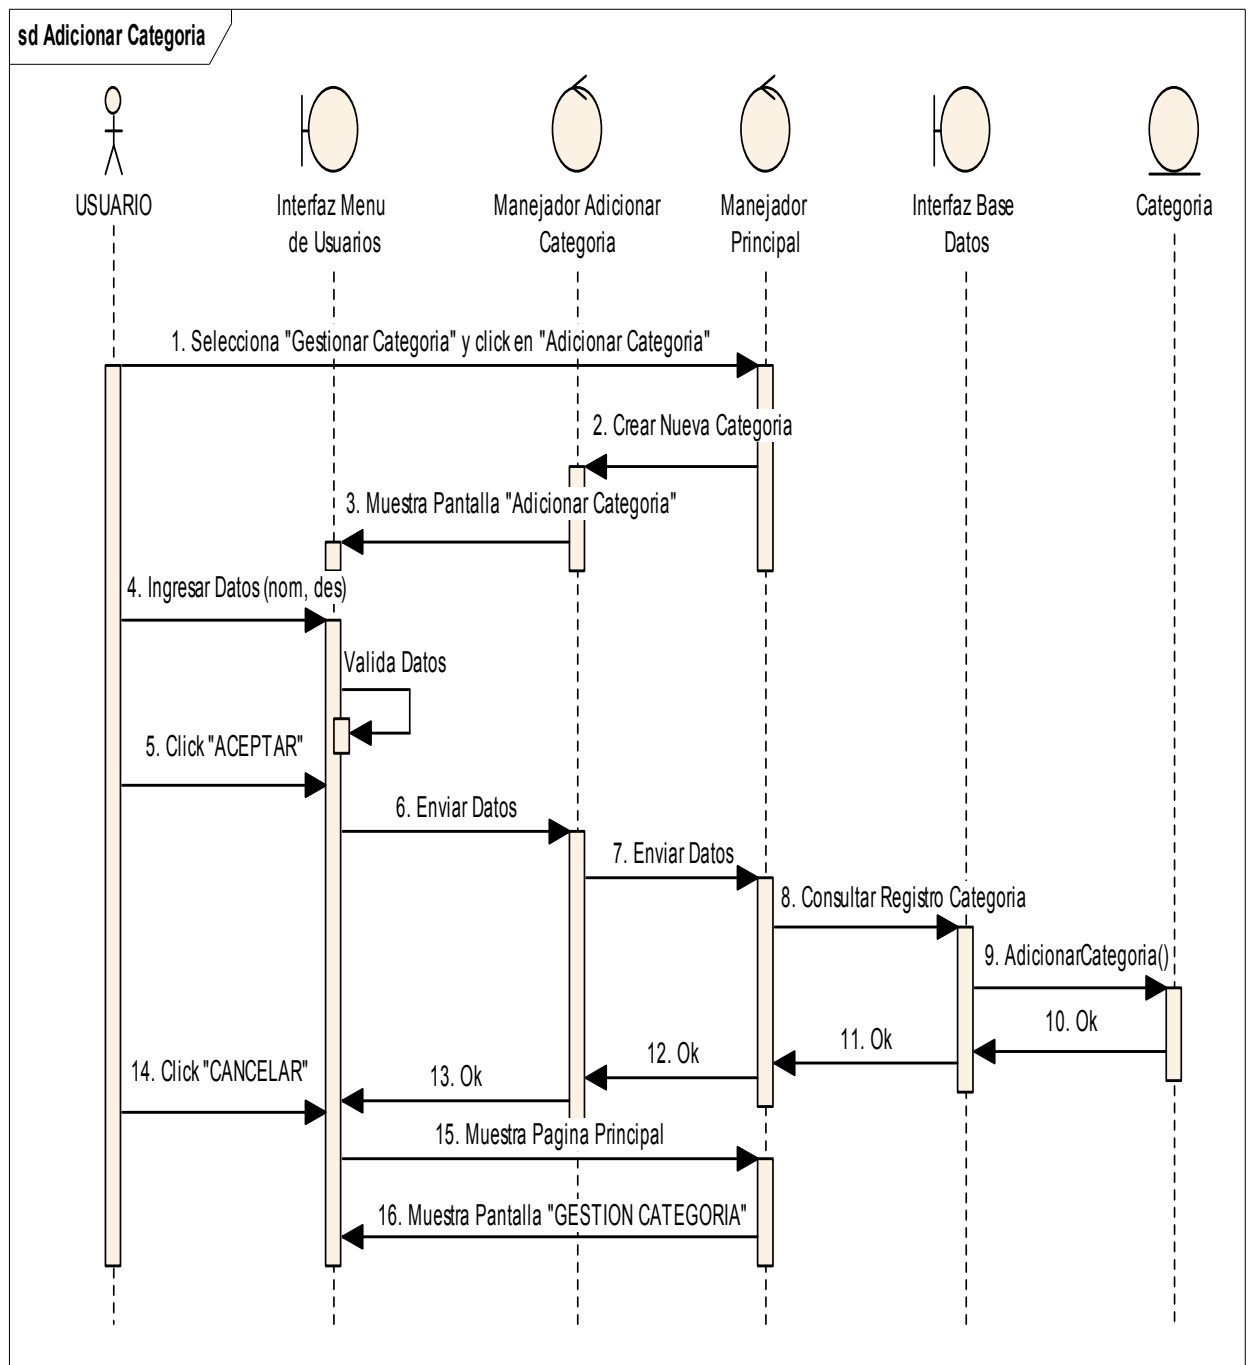 sd Adicionar Categoria
USUARIO
Interfaz Menu
de Usuarios
Manejador Adicionar
Categoria
Manejador
Principal
Interfaz Base
Datos
Categoria
1. Selecciona "Gestionar Categoria" y click en "Adicionar Categoria"
2. Crear Nueva Categoria
3. Muestra Pantalla "Adicionar Categoria"
4. Ingresar Datos (nom, des)
Valida Datos
5. Click "ACEPTAR"
6. Enviar Datos
7. Enviar Datos
8. Consultar Registro Categoria
9. AdicionarCategoria()
10. Ok
11. Ok
12. Ok
13. Ok
14. Click "CANCELAR"
15. Muestra Pagina Principal
16. Muestra Pantalla "GESTION CATEGORIA"